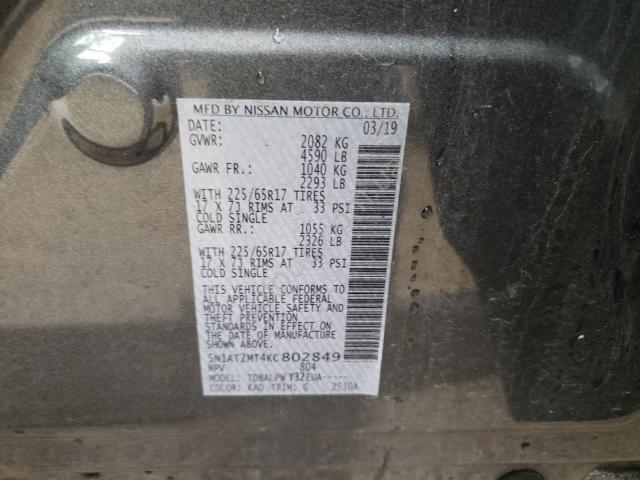 MFD BY NISSAN MOTOR CO., LTD.
DATE: 03/19
GVWR: 2082 KG
4590 LB
GAWR FR.: 1040 KG
2293 LB
WITH 225/65R17 TIRES
17 X 7J RIMS AT 33 PSI
COLD SINGLE
GAWR RR.: 1055 KG
2326 LB
WITH 225/65R17 TIRES
17 X 7J RIMS AT 33 PSI
COLD SINGLE
THIS VEHICLE CONFORMS TO
ALL APPLICABLE FEDERAL
MOTOR VEHICLE SAFETY AND
THEFT PREVENTION
STANDARDS IN EFFECT ON
THE DATE OF MANUFACTURE
SHOWN ABOVE.
5N1AT2MT4KC802849
MPV 804
MODEL: TDBALPW T32EUA-----
COLOR: KAD TRIM: G 2530A